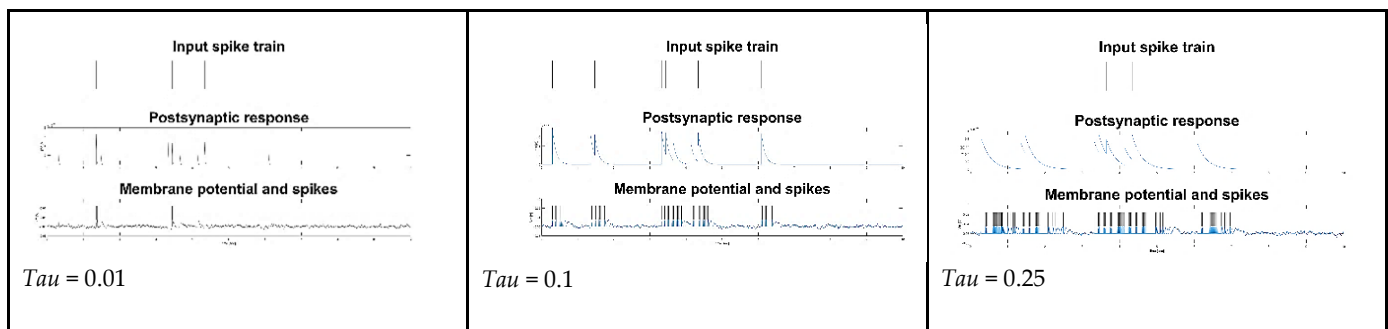 Input spike train
Postsynaptic response
Membrane potential and spikes
Tau = 0.01
Input spike train
Postsynaptic response
Membrane potential and spikes
Tau = 0.1
Input spike train
Postsynaptic response
Membrane potential and spikes
Tau = 0.25